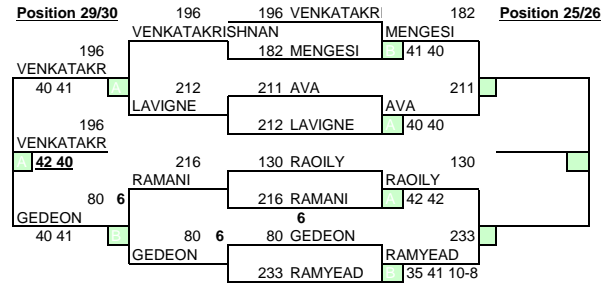 Position 29/30 196 196 VENKATAKRI 182 Position 25/26
196 VENKATAKRISHNAN MENGESI
VENKATAKR 182 MENGESI B 41 40
40 41 A 212 211 AVA 211
LAVIGNE AVA
196 212 LAVIGNE A 40 40
VENKATAKR
A 42 40 216 130 RAOILY 130
RAMANI RAOILY
80 6 216 RAMANI A 42 42
GEDEON 6
40 41 B 80 6 80 GEDEON 233
GEDEON RAMYEAD
233 RAMYEAD B 35 41 10-8